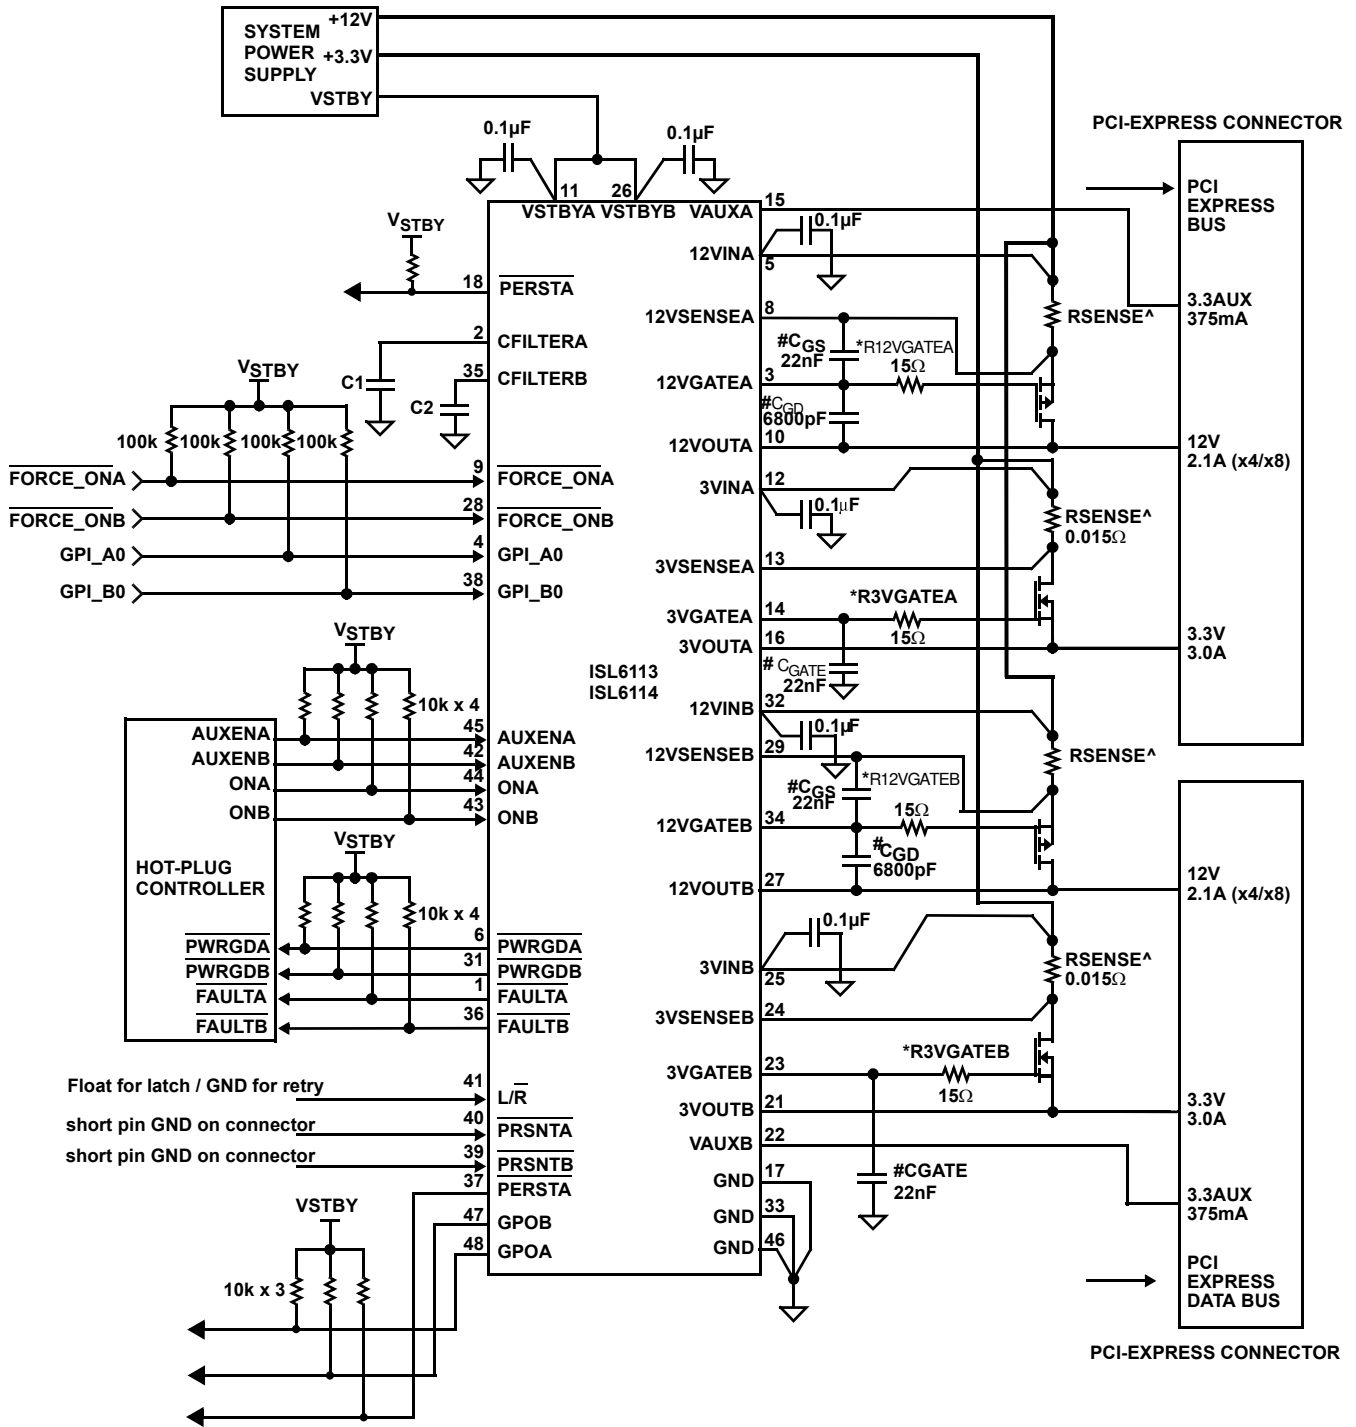 SYSTEM
POWER
SUPPLY
+12V
+3.3V
VSTBY
0.1µF
0.1µF
11
26
VSTBYA
VSTBYB
VAUXA
15
12VINA
5
0.1µF
12VSENSEA
8
#CGS
22nF
*R12VGATEA
15Ω
12VGATEA
3
#CGD
6800pF
12VOUTA
10
3VINA
12
0.1µF
3VSENSEA
13
*R3VGATEA
3VGATEA
14
15Ω
3VOUTA
16
# CGATE
22nF
12VINB
32
0.1µF
12VSENSEB
29
#CGS
22nF
*R12VGATEB
15Ω
12VGATEB
34
#CGD
6800pF
12VOUTB
27
0.1µF
3VINB
25
3VSENSEB
24
*R3VGATEB
3VGATEB
23
15Ω
3VOUTB
21
VAUXB
22
#CGATE
22nF
GND
17
GND
33
GND
46
RSENSE^
RSENSE^
0.015Ω
RSENSE^
RSENSE^
0.015Ω
PCI-EXPRESS CONNECTOR
PCI
EXPRESS
BUS
3.3AUX
375mA
12V
2.1A (x4/x8)
3.3V
3.0A
12V
2.1A (x4/x8)
3.3V
3.0A
3.3AUX
375mA
PCI
EXPRESS
DATA BUS
PCI-EXPRESS CONNECTOR
ISL6113
ISL6114
VSTBY
18
PERSTA
2
CFILTERA
C1
35
CFILTERB
C2
VSTBY
100k
100k
100k
100k
FORCE_ONA
9
FORCE_ONA
FORCE_ONB
28
FORCE_ONB
GPI_A0
4
GPI_A0
GPI_B0
38
GPI_B0
VSTBY
10k x 4
HOT-PLUG
CONTROLLER
AUXENA
45
AUXENA
AUXENB
42
AUXENB
ONA
44
ONA
ONB
43
ONB
VSTBY
10k x 4
PWRGDA
6
PWRGDA
PWRGDB
31
PWRGDB
FAULTA
1
FAULTA
FAULTB
36
FAULTB
Float for latch / GND for retry
41
L/R
short pin GND on connector
40
PRSNTA
short pin GND on connector
39
PRSNTB
37
PERSTA
VSTBY
47
GPOB
48
GPOA
10k x 3